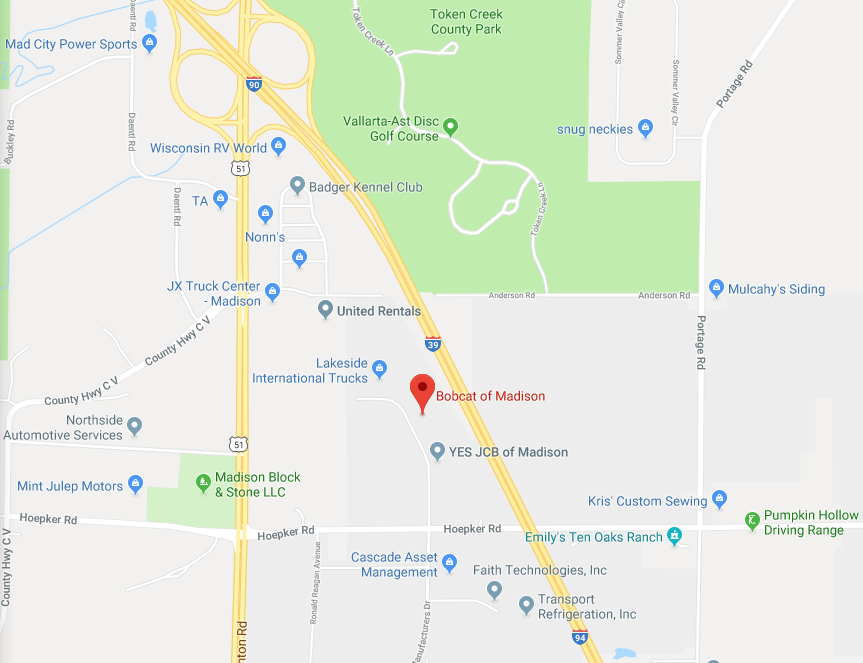 Token Creek
County Park
Daentl Rd
Mad City Power Sports
Token Creek Ln
Portage Rd
90
Vallarta-Ast Disc
Golf Course
snug neckies
Sommer Valley Cir
Buckley Rd
Daentl Rd
Wisconsin RV World
51
Badger Kennel Club
TA
Daentl Rd
Nonn's
Token Creek Ln
JX Truck Center
- Madison
Anderson Rd
Anderson Rd
Mulcahy's Siding
United Rentals
County Hwy C V
39
Portage Rd
Lakeside
International Trucks
Bobcat of Madison
County Hwy C V
Northside
Automotive Services
51
YES JCB of Madison
Madison Block
& Stone LLC
Mint Julep Motors
Kris' Custom Sewing
Hoepker Rd
Hoepker Rd
Hoepker Rd
Pumpkin Hollow
Driving Range
Emily's Ten Oaks Ranch
County Hwy C V
Ronald Reagan Avenue
Cascade Asset
Management
Faith Technologies, Inc
Transport
Refrigeration, Inc
anufacturers Dr
94
nton Rd